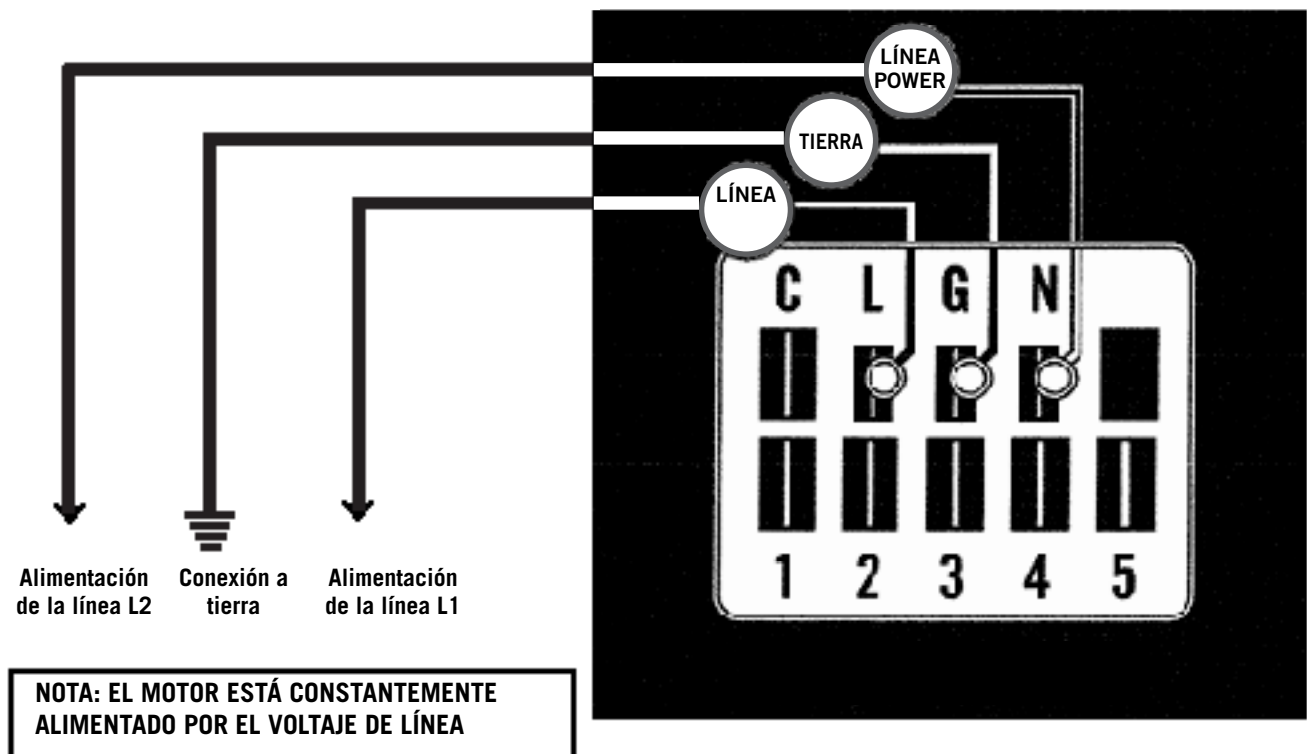 LÍNEA
POWER
TIERRA
LÍNEA
C L G N
1 2 3 4 5
Alimentación
de la línea L2
Conexión a
tierra
Alimentación
de la línea L1
NOTA: EL MOTOR ESTÁ CONSTANTEMENTE
ALIMENTADO POR EL VOLTAJE DE LÍNEA